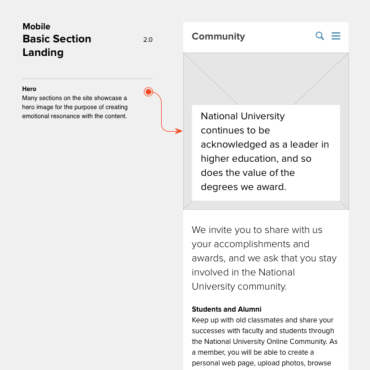 Mobile
Basic Section
Landing
2.0
Hero
Many sections on the site showcase a
hero image for the purpose of creating
emotional resonance with the content.
Community
National University
continues to be
acknowledged as a leader in
higher education, and so
does the value of the
degrees we award.
We invite you to share with us
your accomplishments and
awards, and we ask that you stay
involved in the National
University community.
Students and Alumni
Keep up with old classmates and share your
successes with faculty and students through
the National University Online Community. As
a member, you will be able to create a
personal web page, upload photos, browse